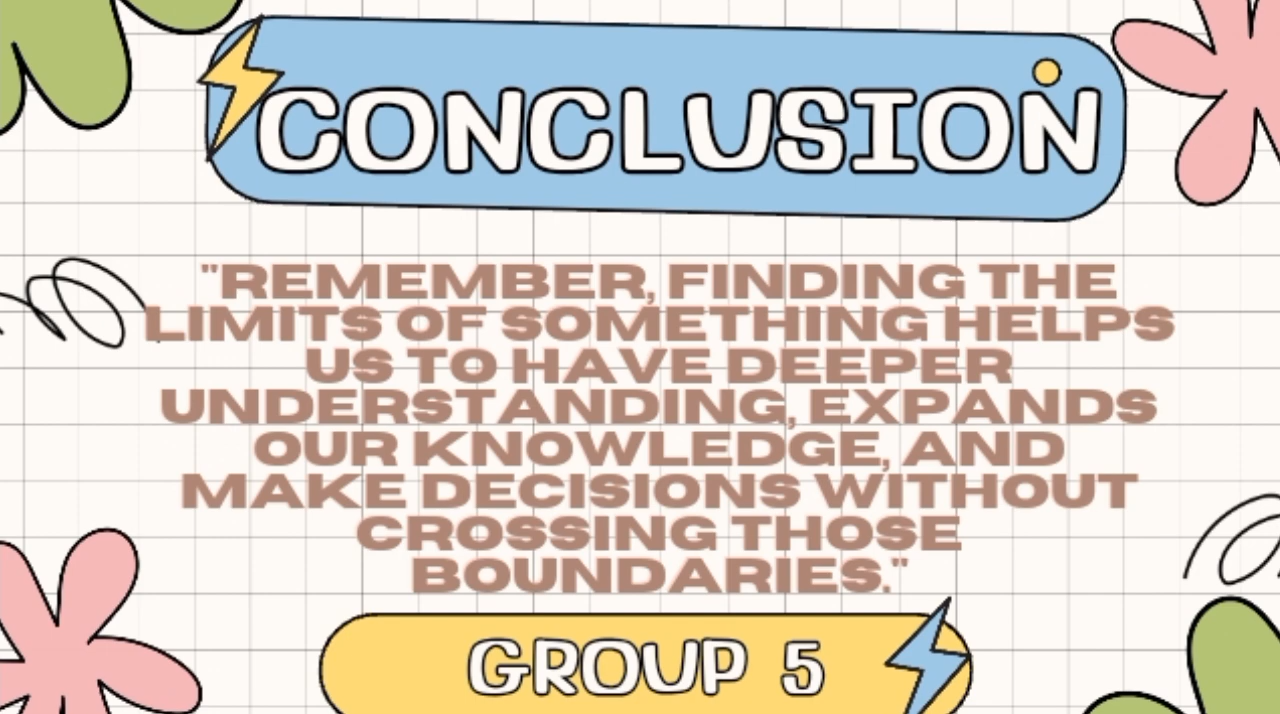 CONCLUSION
"REMEMBER, FINDING THE
LIMITS OF SOMETHING HELPS
US TO HAVE DEEPER
UNDERSTANDING, EXPANDS
OUR KNOWLEDGE, AND
MAKE DECISIONS WITHOUT
CROSSING THOSE
BOUNDARIES."
GROUP 5